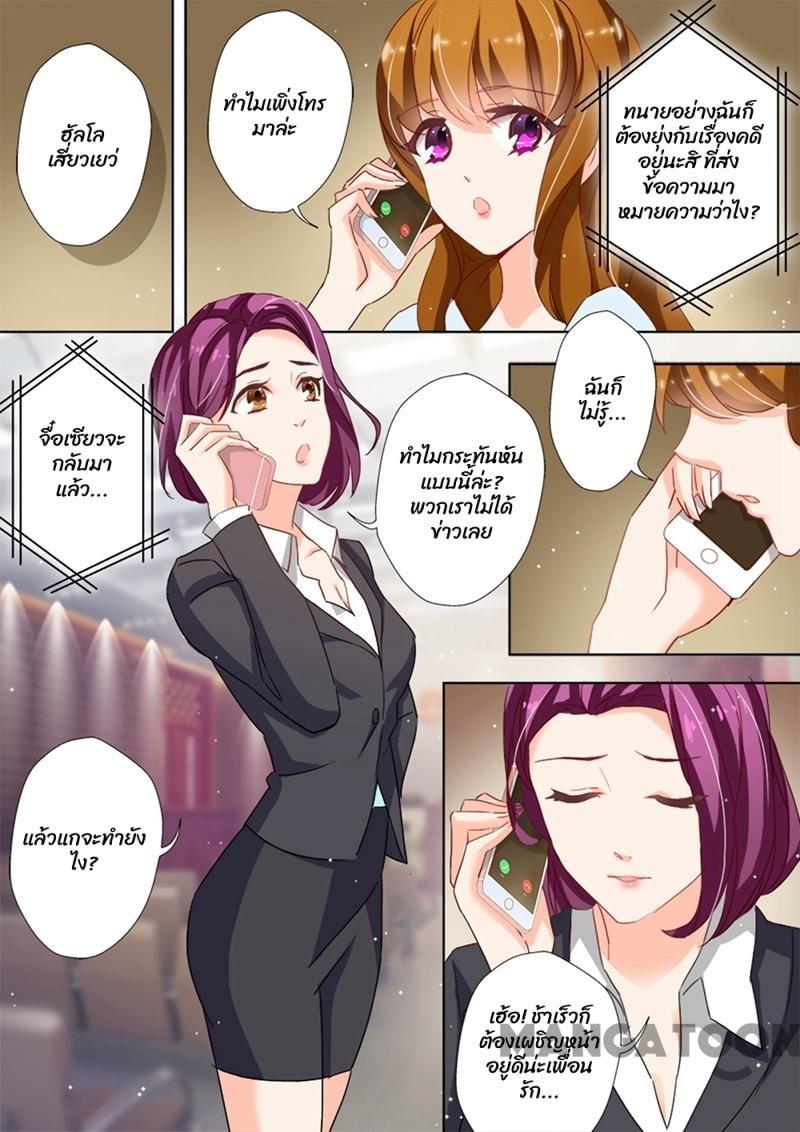 ฮัลโล
เสี่ยวเยว่
ทำไมเพิ่งโทร
มาล่ะ
ทนายอย่างฉันก็
ต้องยุ่งกับเรื่องคดี
อยู่นะสิ ที่ส่ง
ข้อความมา
หมายความว่าไง?
จื่อเซียวจะ
กลับมา
แล้ว...
ทำไมกระทันหัน
แบบนี้ล่ะ?
พวกเราไม่ได้
ข่าวเลย
ฉันก็
ไม่รู้...
แล้วแกจะทำยัง
ไง?
เฮ้อ! ช้าเร็วก็
ต้องเผชิญหน้า
อยู่ดีน่ะเพื่อน
รัก...
MANGATOON